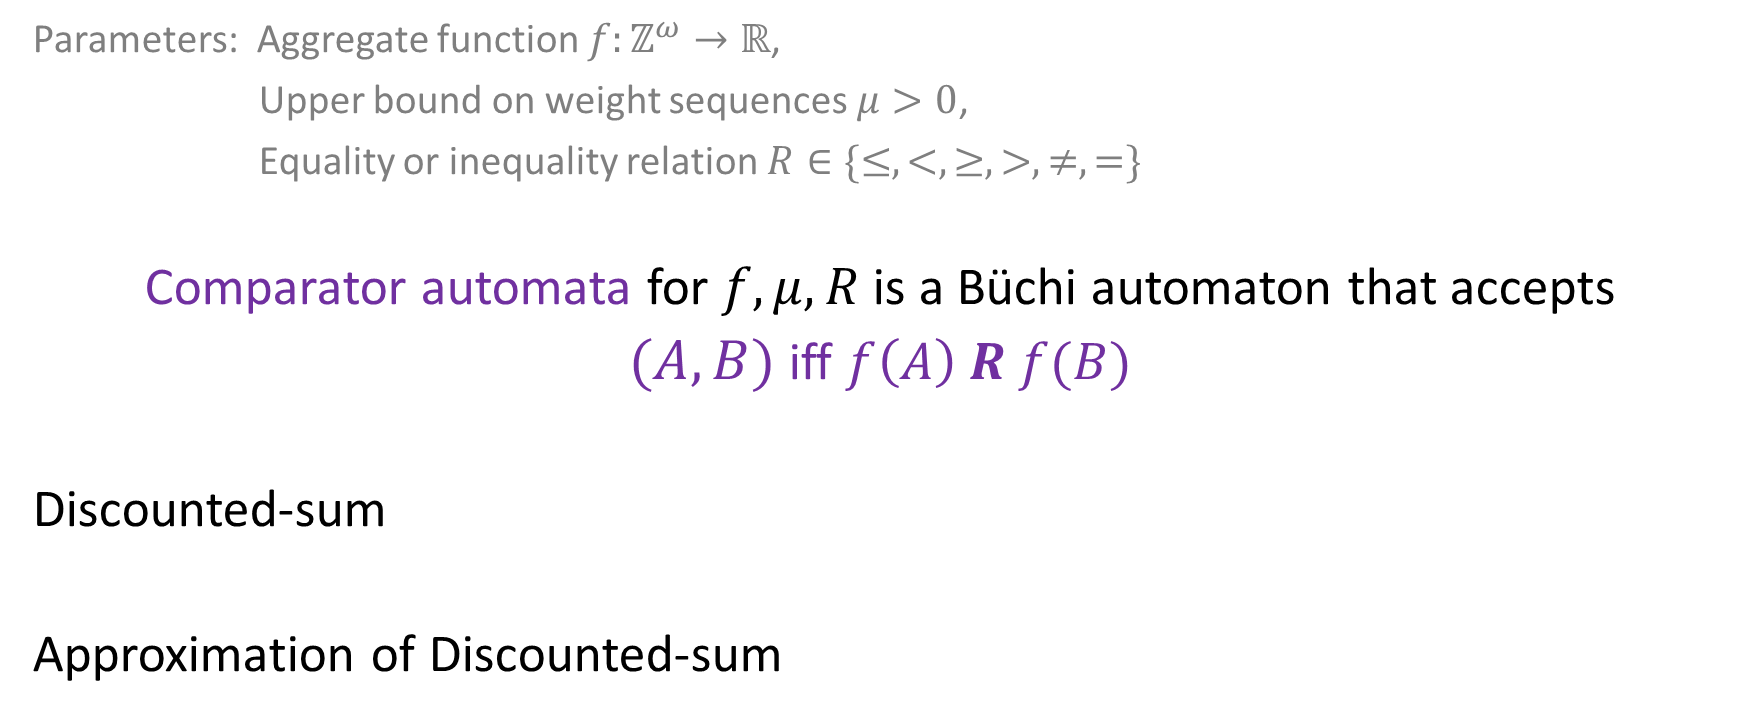 Parameters: Aggregate function 𝑓: ℤ^ω → ℝ,
Upper bound on weight sequences 𝜇 > 0,
Equality or inequality relation 𝑅 ∈ {≤, <, ≥, >, ≠, =}
Comparator automata for 𝑓, 𝜇, 𝑅 is a Büchi automaton that accepts
(𝐴, 𝐵) iff 𝑓(𝐴) 𝑹 𝑓(𝐵)
Discounted-sum
Approximation of Discounted-sum